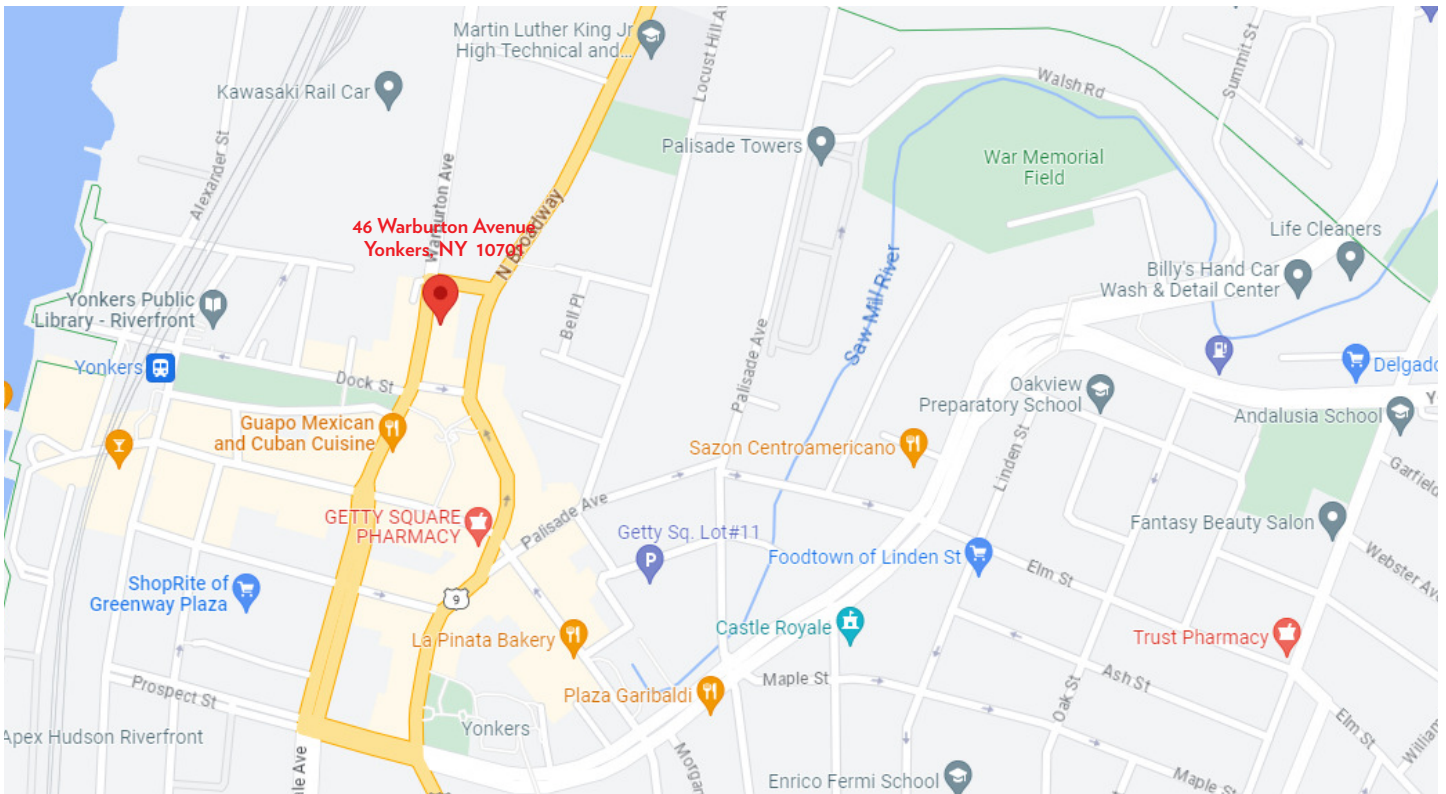 Martin Luther King Jr
High Technical and...
Locust Hill Av
Summit St
Kawasaki Rail Car
Walsh Rd
Alexander St
Palisade Towers
War Memorial
Field
Warburton Ave
46 Warburton Avenue
Yonkers, NY 10701
N Broadway
Life Cleaners
Billy's Hand Car
Wash & Detail Center
Saw Mill River
Yonkers Public
Library - Riverfront
Bell Pl
Yonkers
Dock St
Palisade Ave
Delgado
Oakview
Preparatory School
Andalusia School
Y
Guapo Mexican
and Cuban Cuisine
Sazon Centroamericano
Linden St
Garfield
GETTY SQUARE
PHARMACY
Palisade Ave
Getty Sq. Lot#11
P
Fantasy Beauty Salon
Foodtown of Linden St
Elm St
Webster Ave
ShopRite of
Greenway Plaza
9
La Pinata Bakery
Castle Royale
Trust Pharmacy
Prospect St
Plaza Garibaldi
Maple St
Oak St
Ash St
Elm St
William
Apex Hudson Riverfront
Yonkers
ale Ave
Morgan
Enrico Fermi School
Maple St